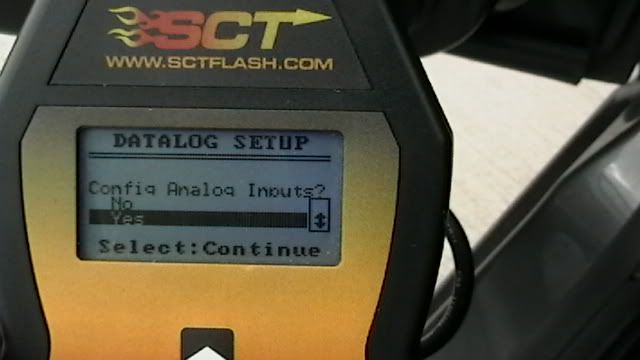 SCT
WWW.SCTFLASH.COM
DATALOG SETUP
Config Analog Inputs?
No
Yes
Select:Continue